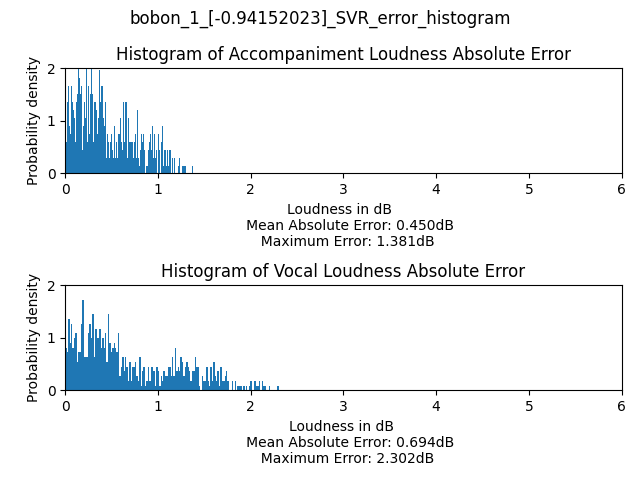 bobon_1_[-0.94152023]_SVR_error_histogram
Histogram of Accompaniment Loudness Absolute Error
Probability density
2
1
0
0 1 2 3 4 5 6
Loudness in dB
Mean Absolute Error: 0.450dB
Maximum Error: 1.381dB
Histogram of Vocal Loudness Absolute Error
Probability density
2
1
0
0 1 2 3 4 5 6
Loudness in dB
Mean Absolute Error: 0.694dB
Maximum Error: 2.302dB